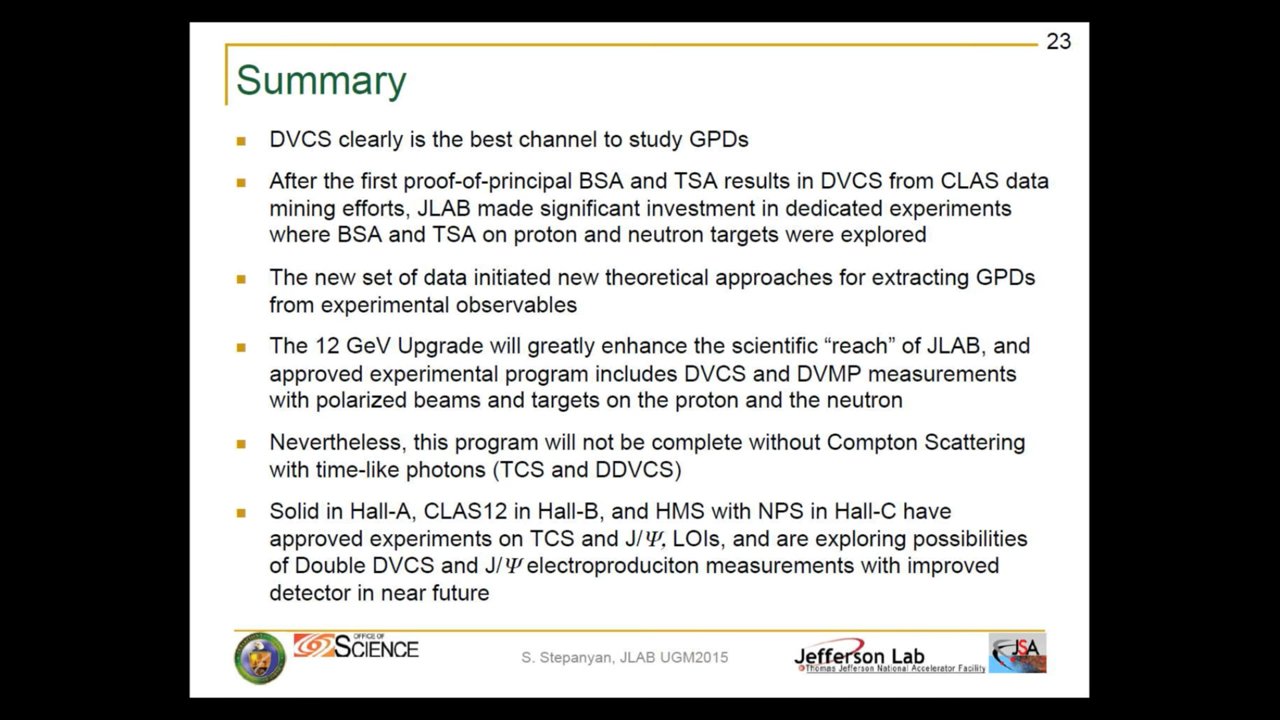 23
Summary
DVCS clearly is the best channel to study GPDs
After the first proof-of-principal BSA and TSA results in DVCS from CLAS data
mining efforts, JLAB made significant investment in dedicated experiments
where BSA and TSA on proton and neutron targets were explored
The new set of data initiated new theoretical approaches for extracting GPDs
from experimental observables
The 12 GeV Upgrade will greatly enhance the scientific “reach” of JLAB, and
approved experimental program includes DVCS and DVMP measurements
with polarized beams and targets on the proton and the neutron
Nevertheless, this program will not be complete without Compton Scattering
with time-like photons (TCS and DDVCS)
Solid in Hall-A, CLAS12 in Hall-B, and HMS with NPS in Hall-C have
approved experiments on TCS and J/Ψ, LOIs, and are exploring possibilities
of Double DVCS and J/Ψ electroproduciton measurements with improved
detector in near future
OFFICE OF
SCIENCE
S. Stepanyan, JLAB UGM2015
Jefferson Lab
Thomas Jefferson National Accelerator Facility
JSA